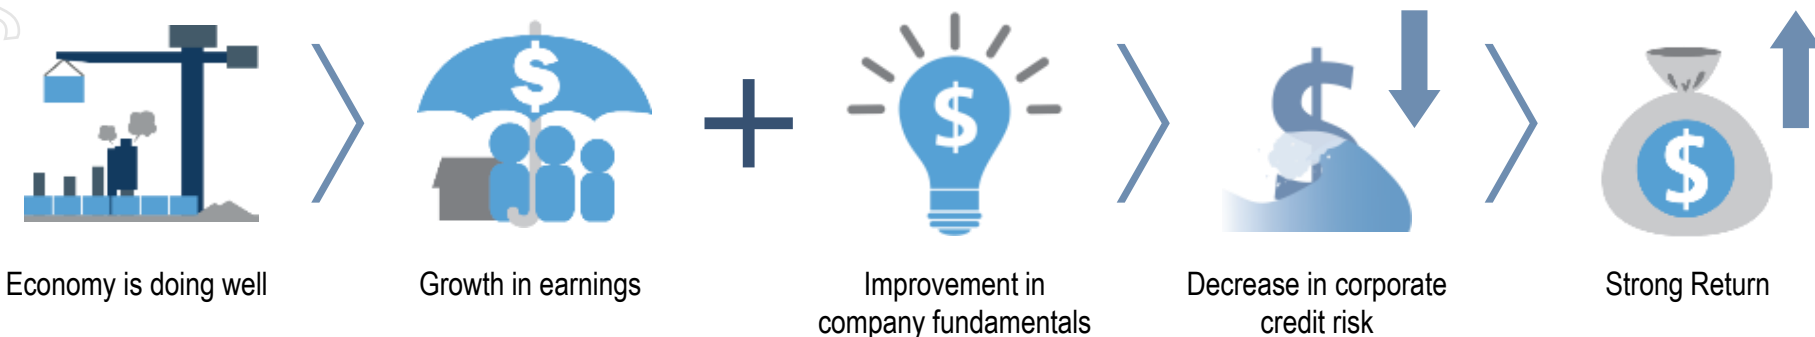 $
$
$
$
Economy is doing well
Growth in earnings
Improvement in
company fundamentals
Decrease in corporate
credit risk
Strong Return